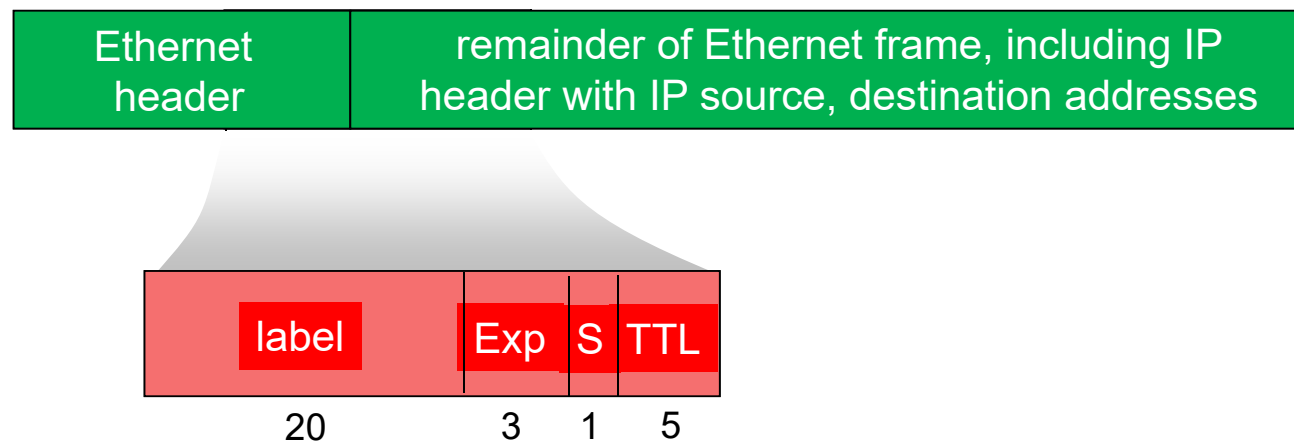 Ethernet
header
remainder of Ethernet frame, including IP
header with IP source, destination addresses
label Exp S TTL
20 3 1 5